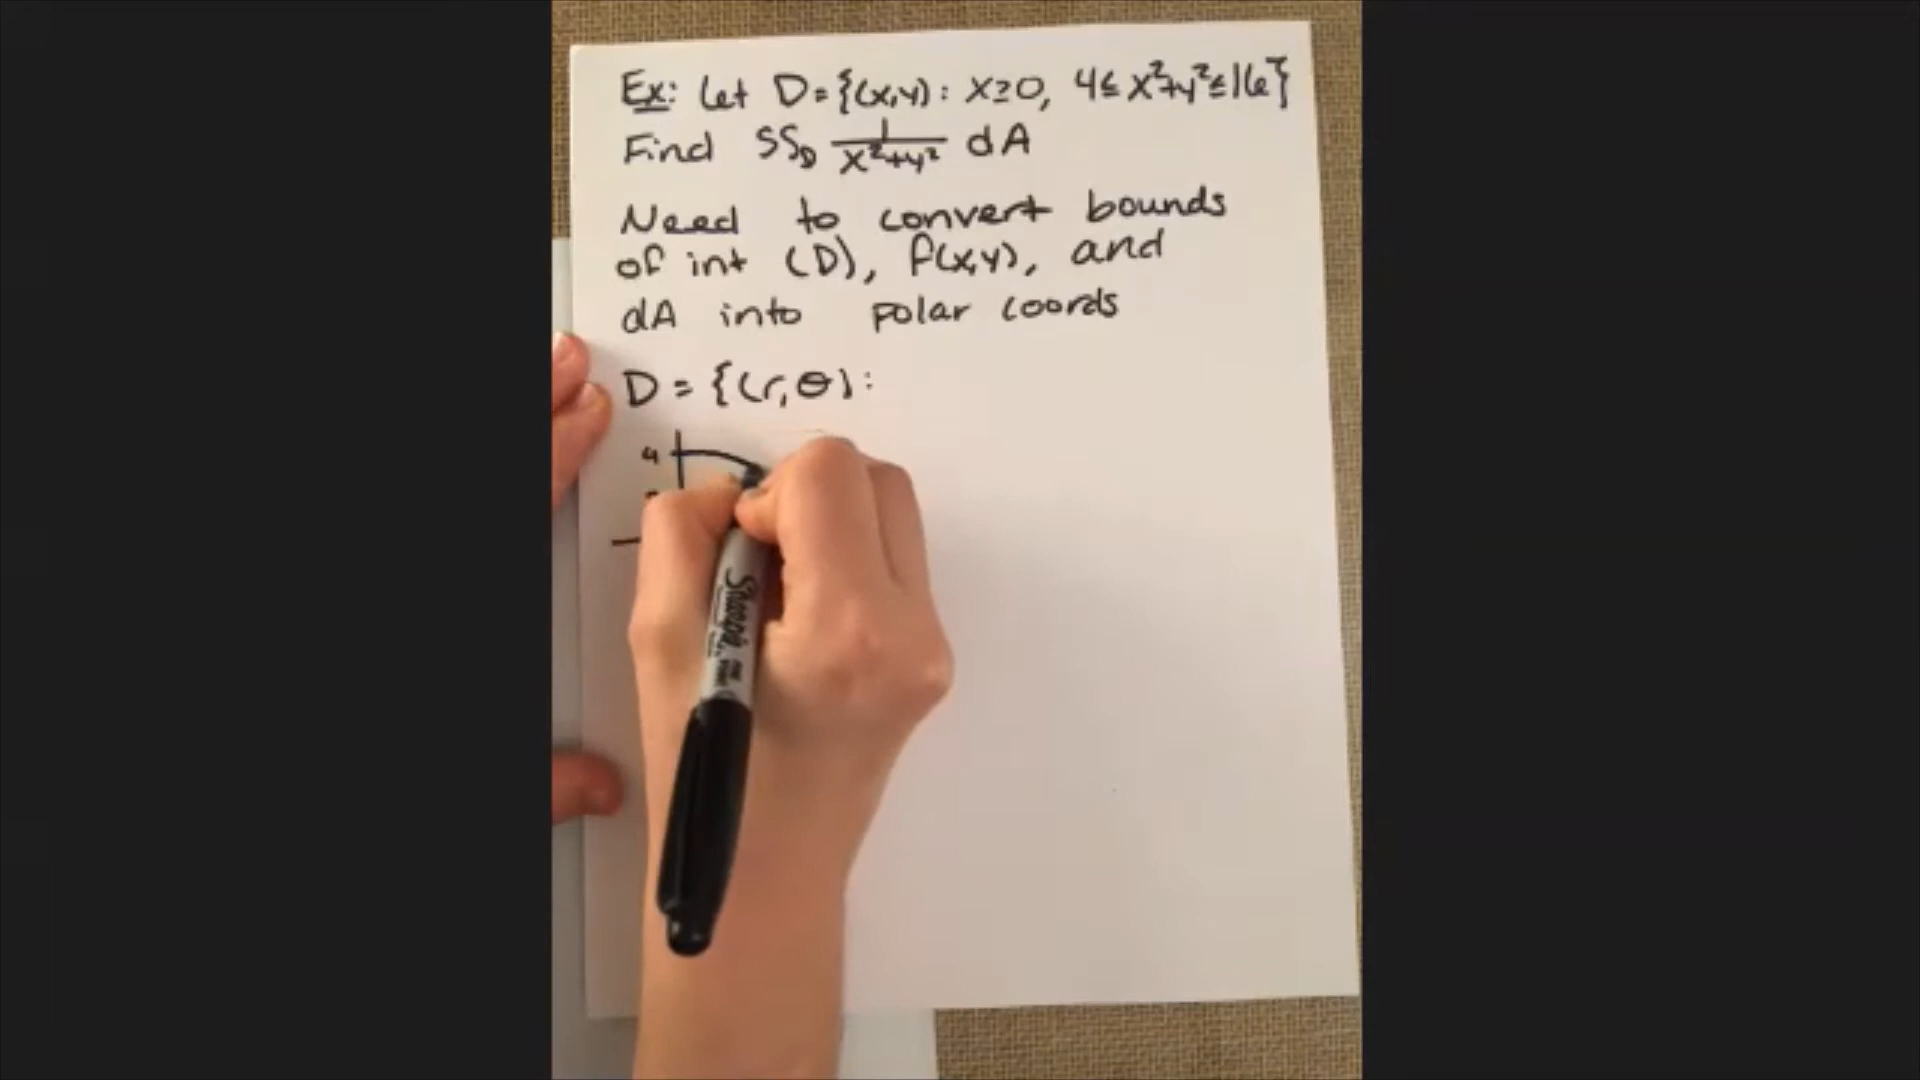 Ex: Let D = {(x,y): x≥0, 4≤ x²+y²≤16}
Find SS_D 1/(x²+y²) dA
Need to convert bounds
of int (D), f(x,y), and
dA into polar coords
D = {(r,θ):
4
Sharpie